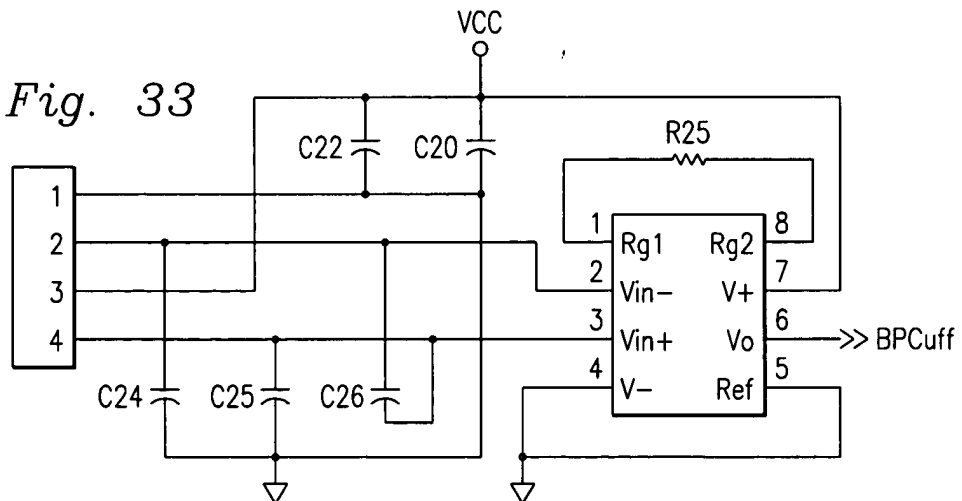 VCC
Fig. 33
C22
C20
R25
1
2
3
4
1
Rg1
Rg2
8
2
Vin-
V+
7
3
Vin+
Vo
6
BPCuff
4
V-
Ref
5
C24
C25
C26